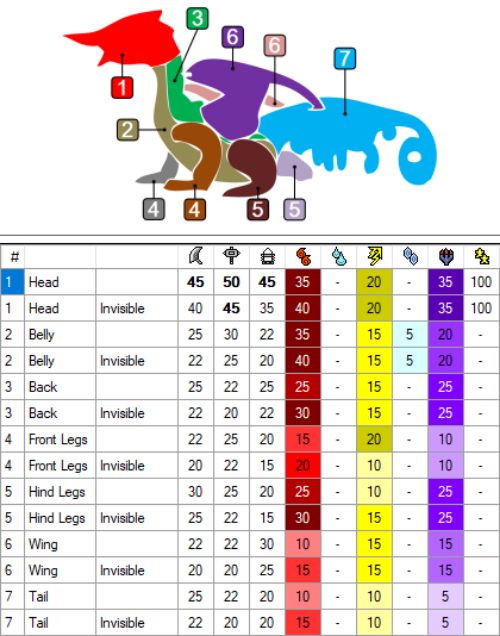 3
6
6
7
1
2
4
4
5
5
#
1 Head 45 50 45 35 - 20 - 35 100
1 Head Invisible 40 45 35 40 - 20 - 35 100
2 Belly 25 30 22 35 - 15 5 20 -
2 Belly Invisible 22 25 20 40 - 15 5 20 -
3 Back 25 22 25 25 - 15 - 25 -
3 Back Invisible 22 20 22 30 - 15 - 25 -
4 Front Legs 22 25 20 15 - 20 - 10 -
4 Front Legs Invisible 20 22 15 20 - 10 - 10 -
5 Hind Legs 30 25 20 25 - 10 - 25 -
5 Hind Legs Invisible 25 22 15 30 - 15 - 25 -
6 Wing 22 22 30 10 - 15 - 15 -
6 Wing Invisible 20 20 25 15 - 15 - 15 -
7 Tail 25 22 20 10 - 10 - 5 -
7 Tail Invisible 22 20 22 15 - 15 - 5 -